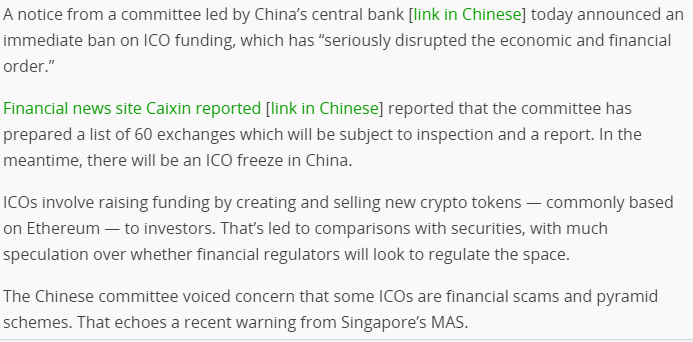 A notice from a committee led by China’s central bank [link in Chinese] today announced an
immediate ban on ICO funding, which has “seriously disrupted the economic and financial
order.”
Financial news site Caixin reported [link in Chinese] reported that the committee has
prepared a list of 60 exchanges which will be subject to inspection and a report. In the
meantime, there will be an ICO freeze in China.
ICOs involve raising funding by creating and selling new crypto tokens — commonly based
on Ethereum — to investors. That’s led to comparisons with securities, with much
speculation over whether financial regulators will look to regulate the space.
The Chinese committee voiced concern that some ICOs are financial scams and pyramid
schemes. That echoes a recent warning from Singapore’s MAS.